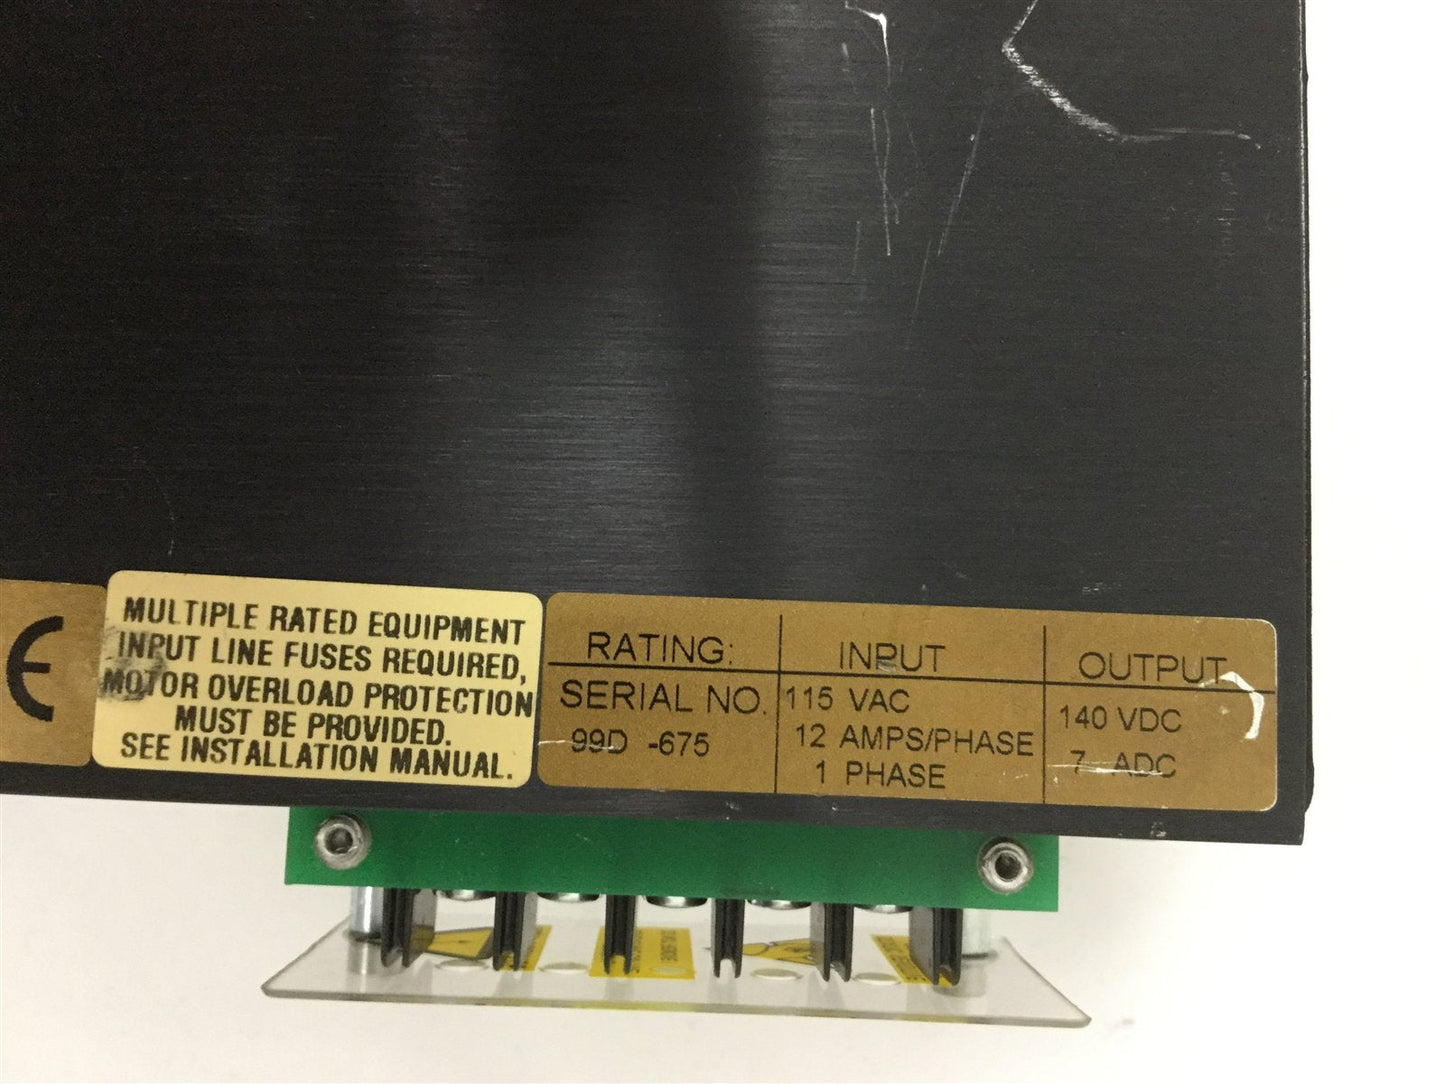 CE
MULTIPLE RATED EQUIPMENT
INPUT LINE FUSES REQUIRED,
MOTOR OVERLOAD PROTECTION
MUST BE PROVIDED.
SEE INSTALLATION MANUAL.
RATING:
SERIAL NO.
99D -675
INPUT
115 VAC
12 AMPS/PHASE
1 PHASE
OUTPUT
140 VDC
7 ADC